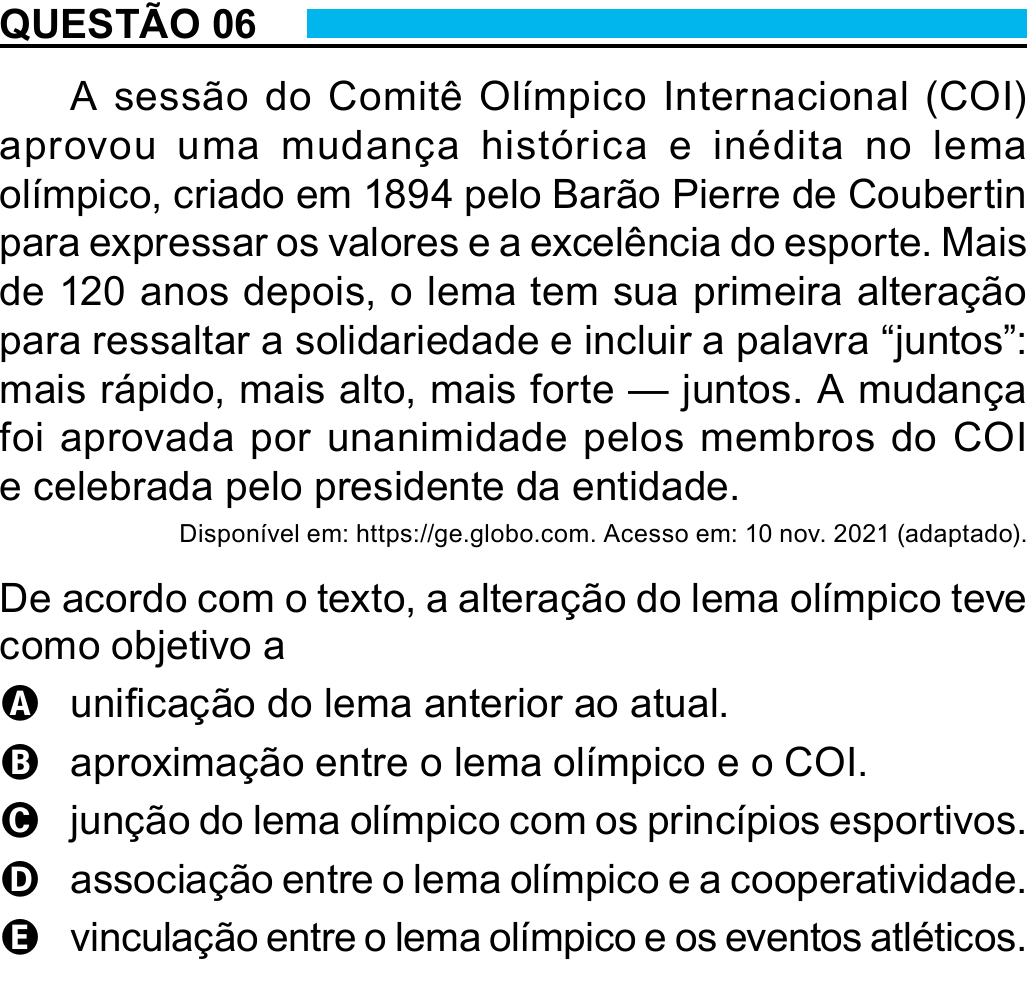 QUESTÃO 06
A sessão do Comitê Olímpico Internacional (COI)
aprovou uma mudança histórica e inédita no lema
olímpico, criado em 1894 pelo Barão Pierre de Coubertin
para expressar os valores e a excelência do esporte. Mais
de 120 anos depois, o lema tem sua primeira alteração
para ressaltar a solidariedade e incluir a palavra “juntos”:
mais rápido, mais alto, mais forte — juntos. A mudança
foi aprovada por unanimidade pelos membros do COI
e celebrada pelo presidente da entidade.
Disponível em: https://ge.globo.com. Acesso em: 10 nov. 2021 (adaptado).
De acordo com o texto, a alteração do lema olímpico teve
como objetivo a
A unificação do lema anterior ao atual.
B aproximação entre o lema olímpico e o COI.
C junção do lema olímpico com os princípios esportivos.
D associação entre o lema olímpico e a cooperatividade.
E vinculação entre o lema olímpico e os eventos atléticos.